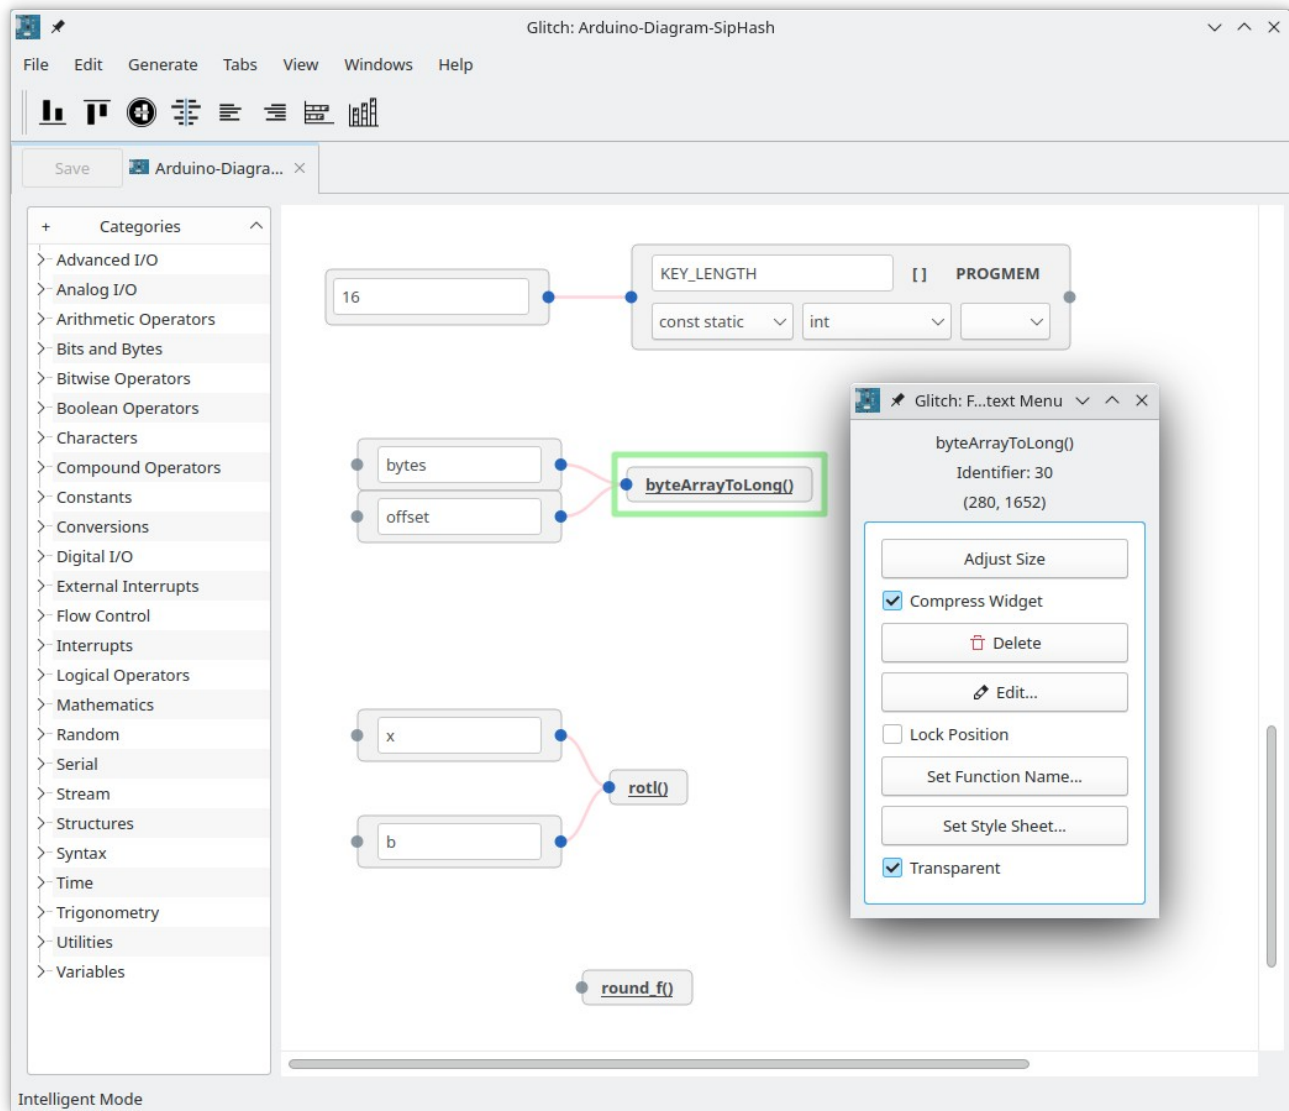 Glitch: Arduino-Diagram-SipHash
File Edit Generate Tabs View Windows Help
Save Arduino-Diagra...
+ Categories
Advanced I/O
Analog I/O
Arithmetic Operators
Bits and Bytes
Bitwise Operators
Boolean Operators
Characters
Compound Operators
Constants
Conversions
Digital I/O
External Interrupts
Flow Control
Interrupts
Logical Operators
Mathematics
Random
Serial
Stream
Structures
Syntax
Time
Trigonometry
Utilities
Variables
16
KEY_LENGTH [ ] PROGMEM
const static int
bytes
offset
byteArrayToLong()
x
b
rotl()
round_f()
Glitch: F...text Menu
byteArrayToLong()
Identifier: 30
(280, 1652)
Adjust Size
Compress Widget
Delete
Edit...
Lock Position
Set Function Name...
Set Style Sheet...
Transparent
Intelligent Mode